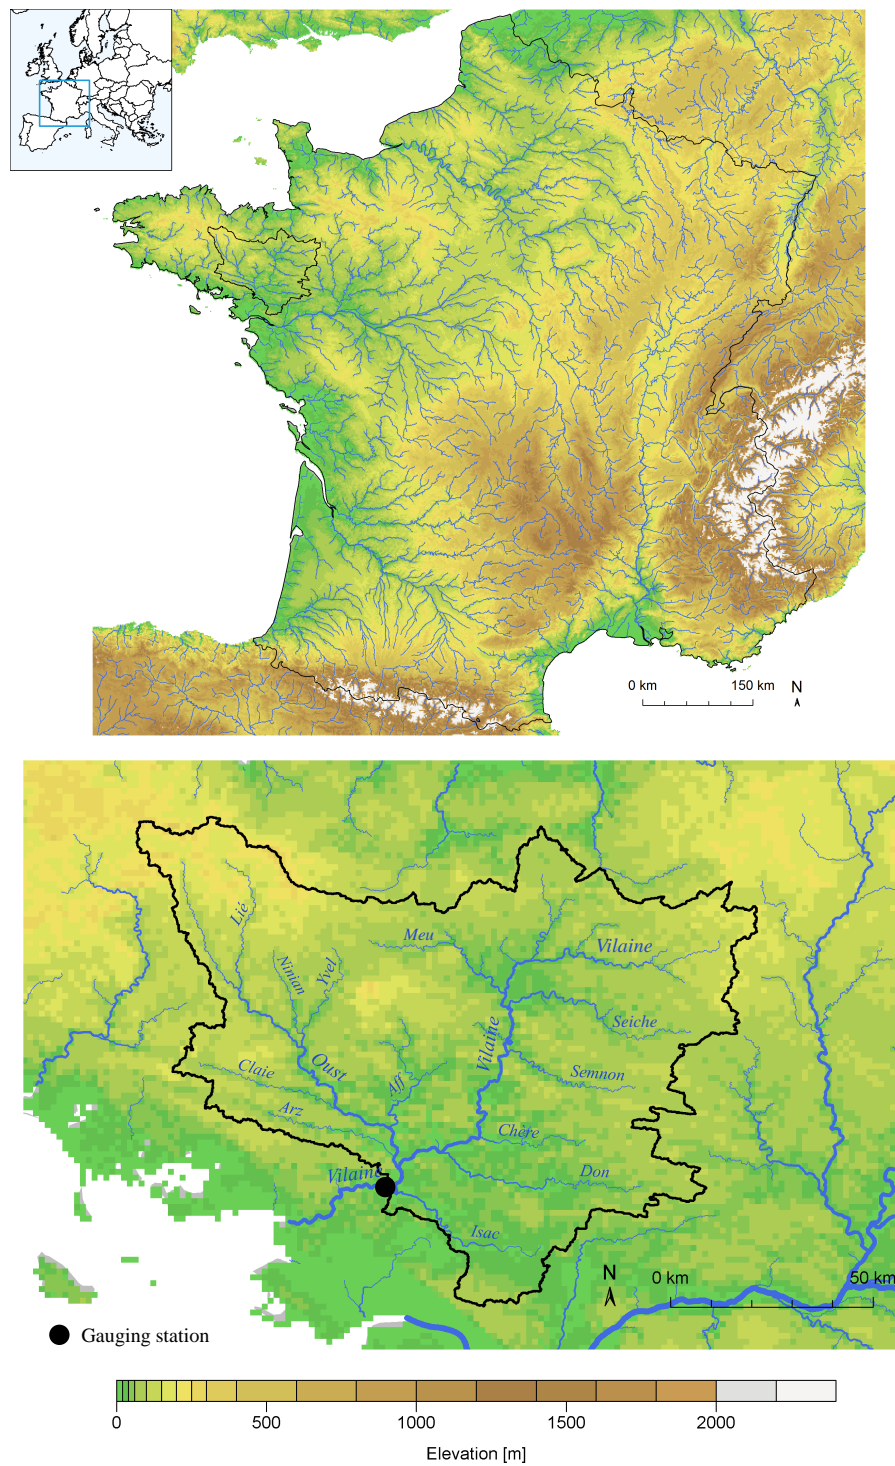 0 km 150 km N
Lié
Meu
Vilaine
Ninian
Yvel
Seiche
Vilaine
Oust
Claie
Aff
Semnon
Arz
Chère
Vilaine
Don
Isac
N
0 km 50 km
Gauging station
0 500 1000 1500 2000
Elevation [m]